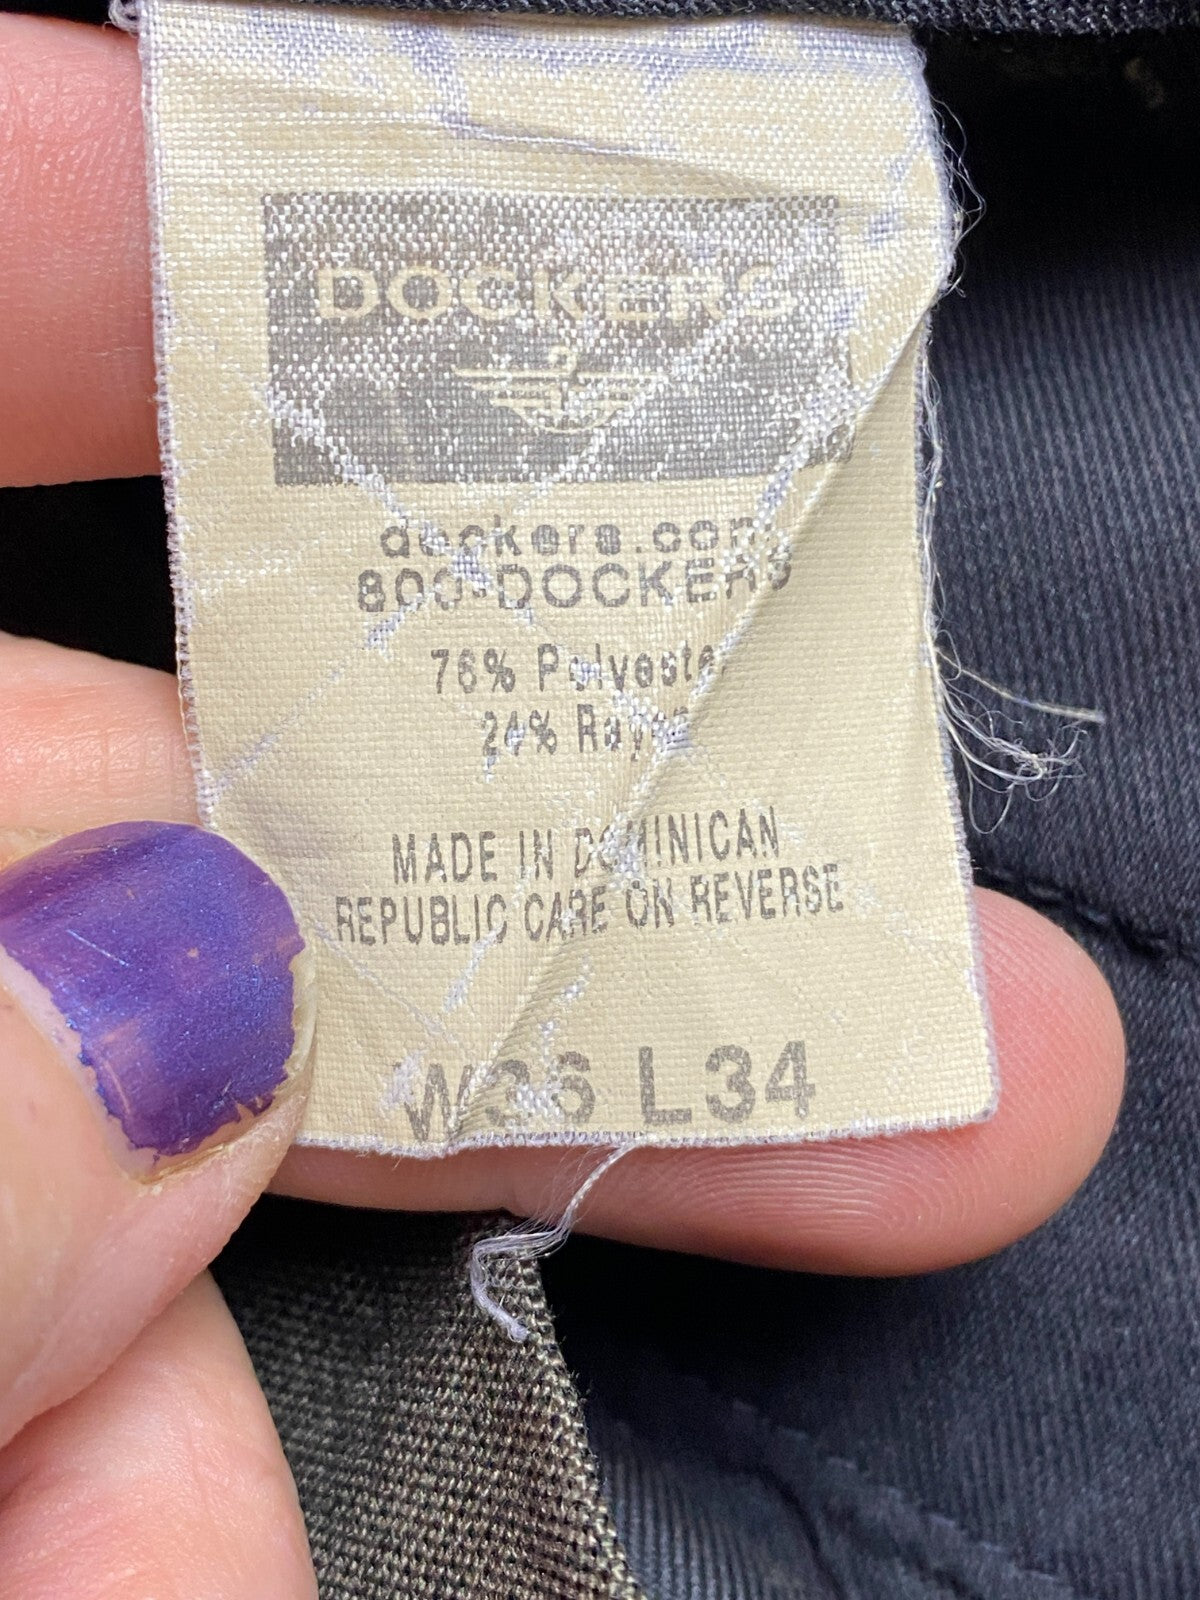 DOCKERS
dockers.com
800-DOCKERS
76% Polyester
24% Rayon
MADE IN DOMINICAN
REPUBLIC CARE ON REVERSE
W36 L34